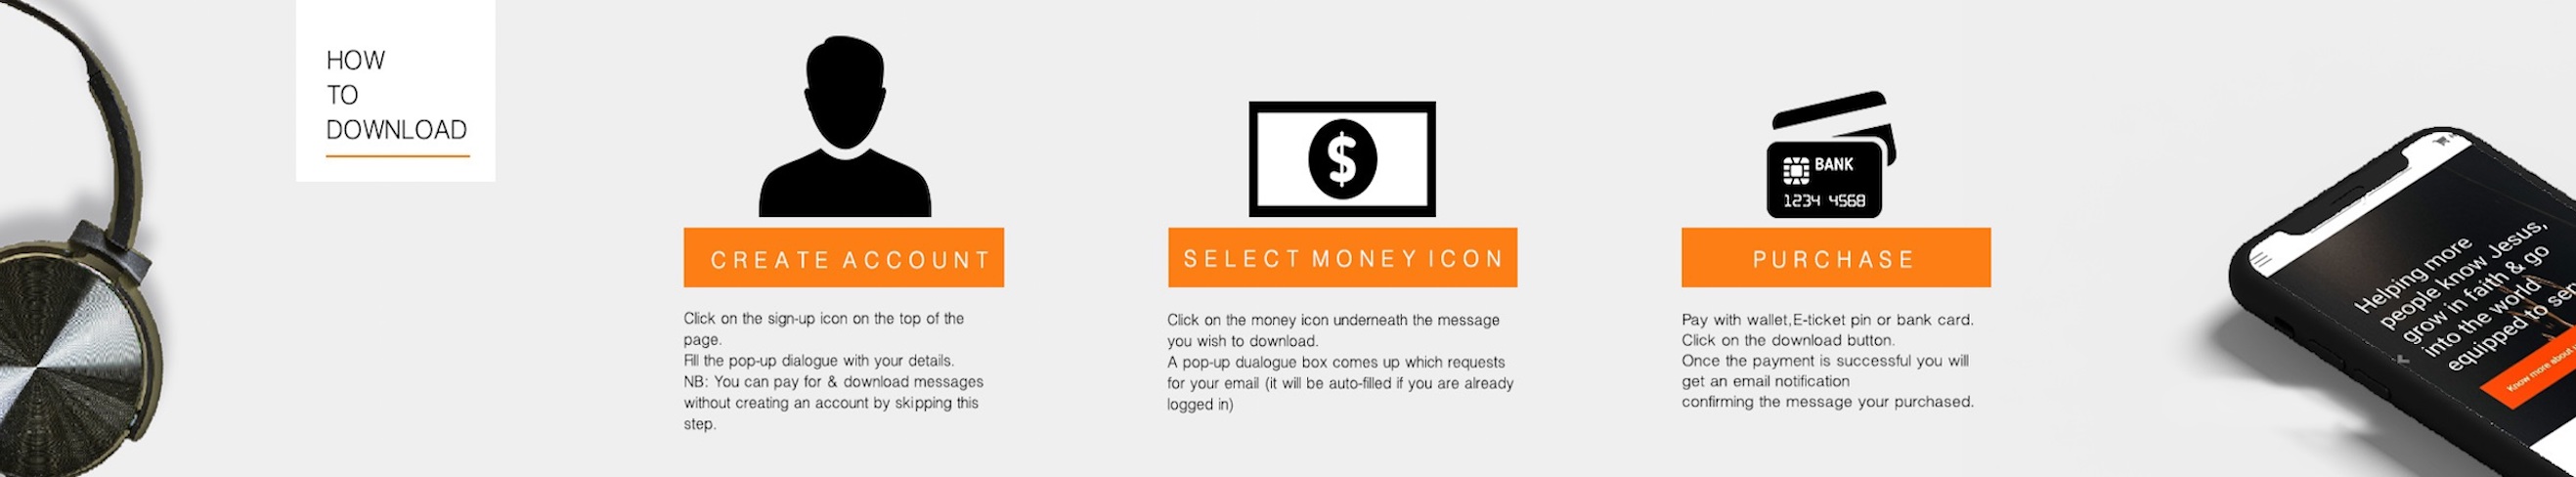 HOW
TO
DOWNLOAD
CREATE ACCOUNT
Click on the sign-up icon on the top of the
page.
Fill the pop-up dialogue with your details.
NB: You can pay for & download messages
without creating an account by skipping this
step.
$
SELECT MONEY ICON
Click on the money icon underneath the message
you wish to download.
A pop-up dualogue box comes up which requests
for your email (it will be auto-filled if you are already
logged in)
BANK
1234 4568
PURCHASE
Pay with wallet,E-ticket pin or bank card.
Click on the download button.
Once the payment is successful you will
get an email notification
confirming the message your purchased.
Helping more
people know Jesus,
grow in faith & go
into the world
equipped to
Know more about